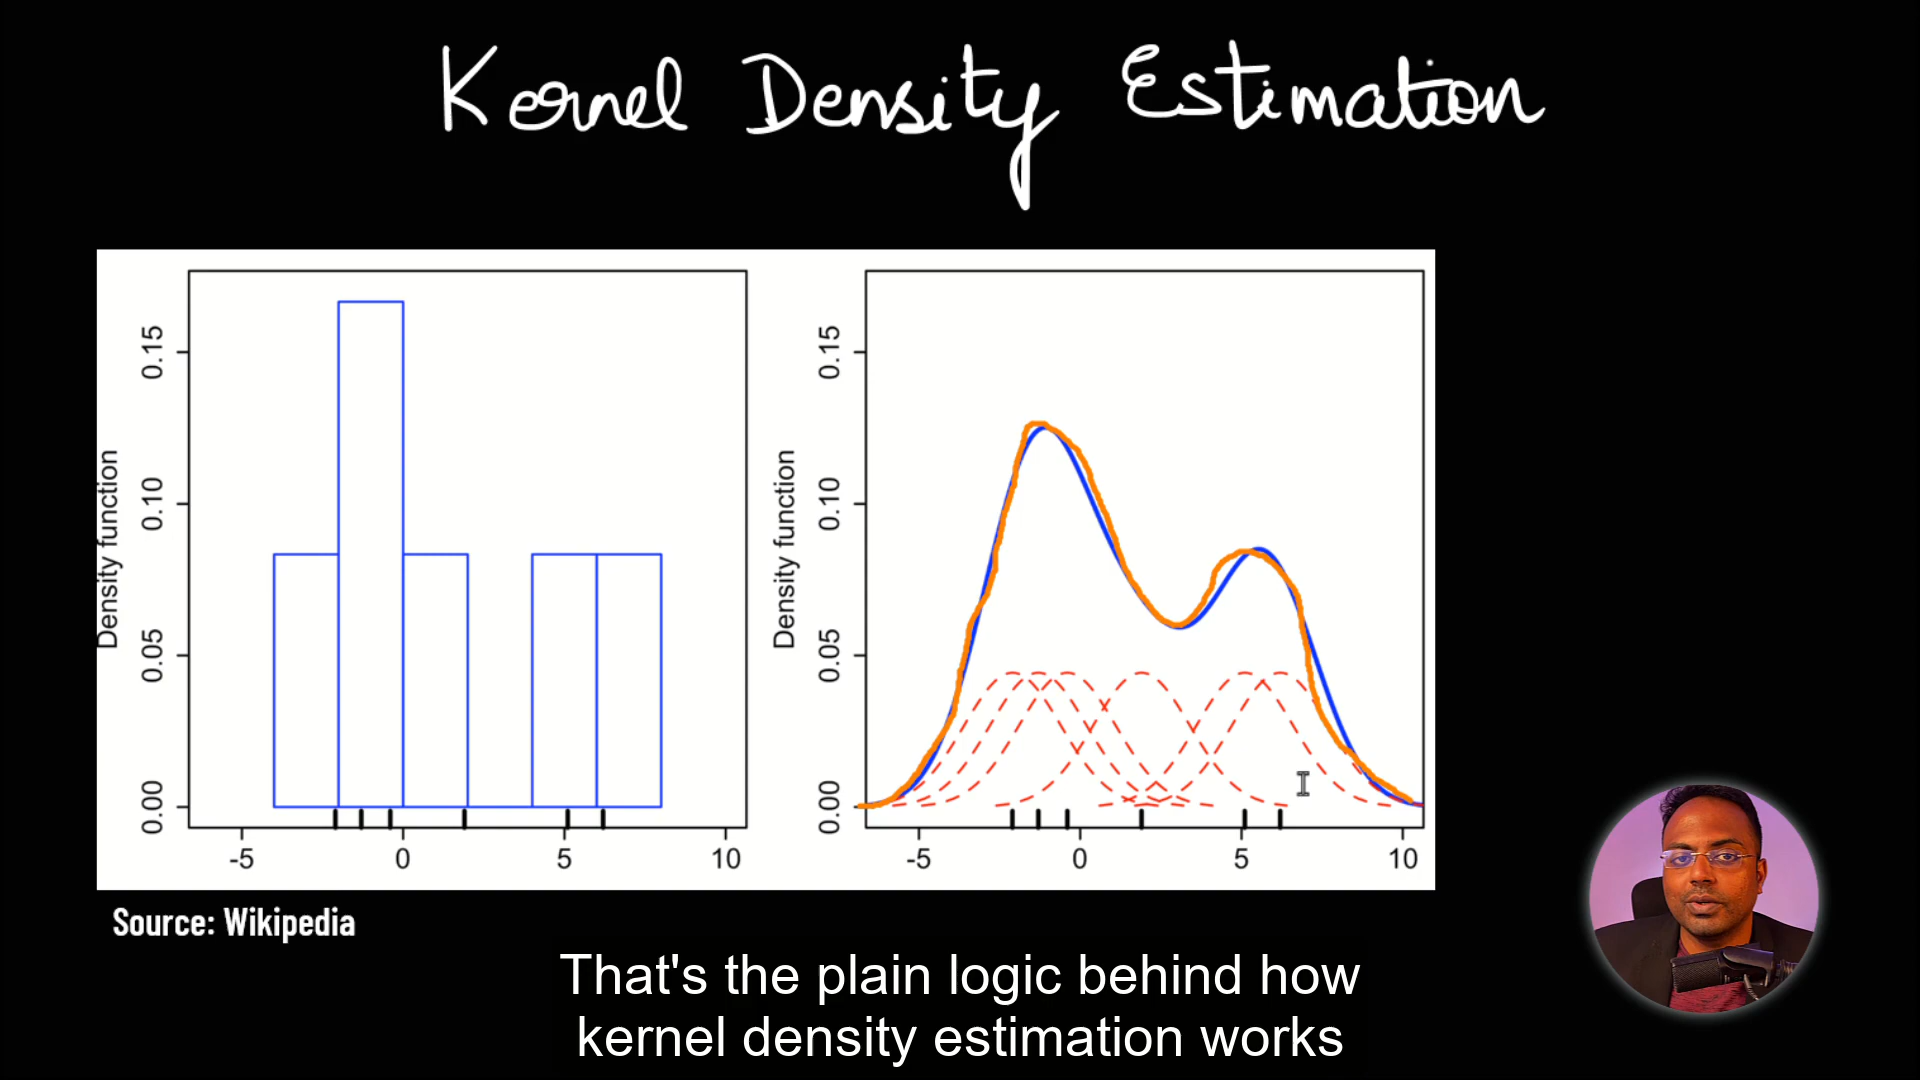 Kernel Density Estimation
Density function
0.15
0.10
0.05
0.00
-5 0 5 10
Density function
0.15
0.10
0.05
0.00
-5 0 5 10
Source: Wikipedia
That's the plain logic behind how
kernel density estimation works